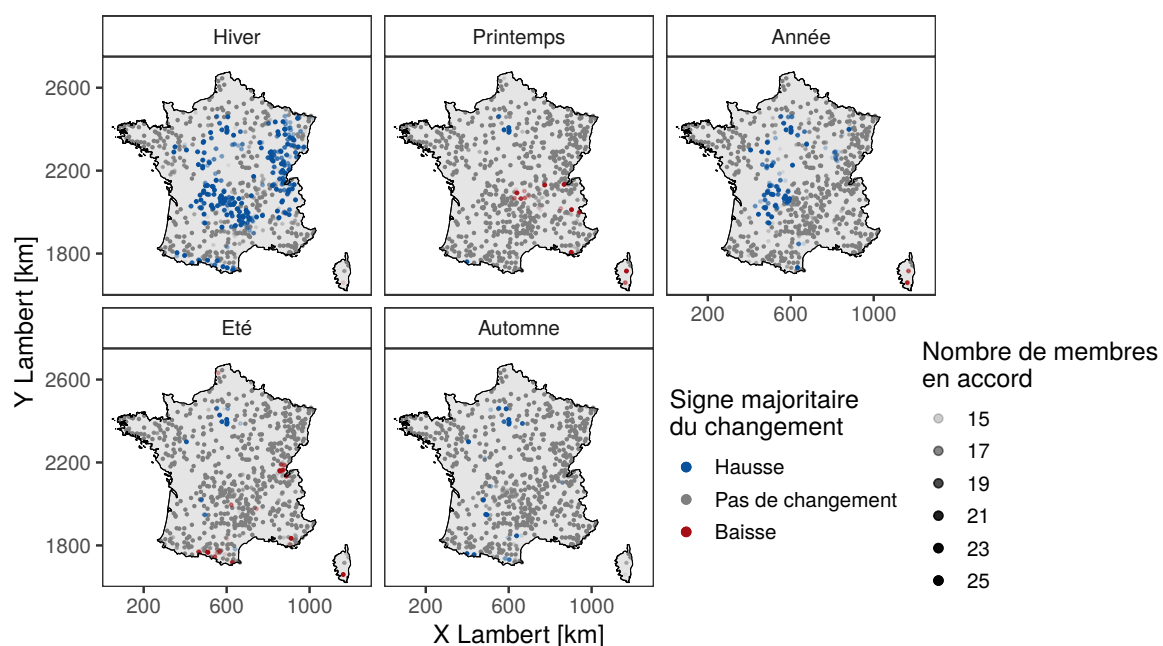 Hiver
Printemps
Année
2600
2200
1800
200
600
1000
Eté
Automne
2600
2200
1800
200
600
1000
200
600
1000
Y Lambert [km]
X Lambert [km]
Signe majoritaire
du changement
Hausse
Pas de changement
Baisse
Nombre de membres
en accord
15
17
19
21
23
25